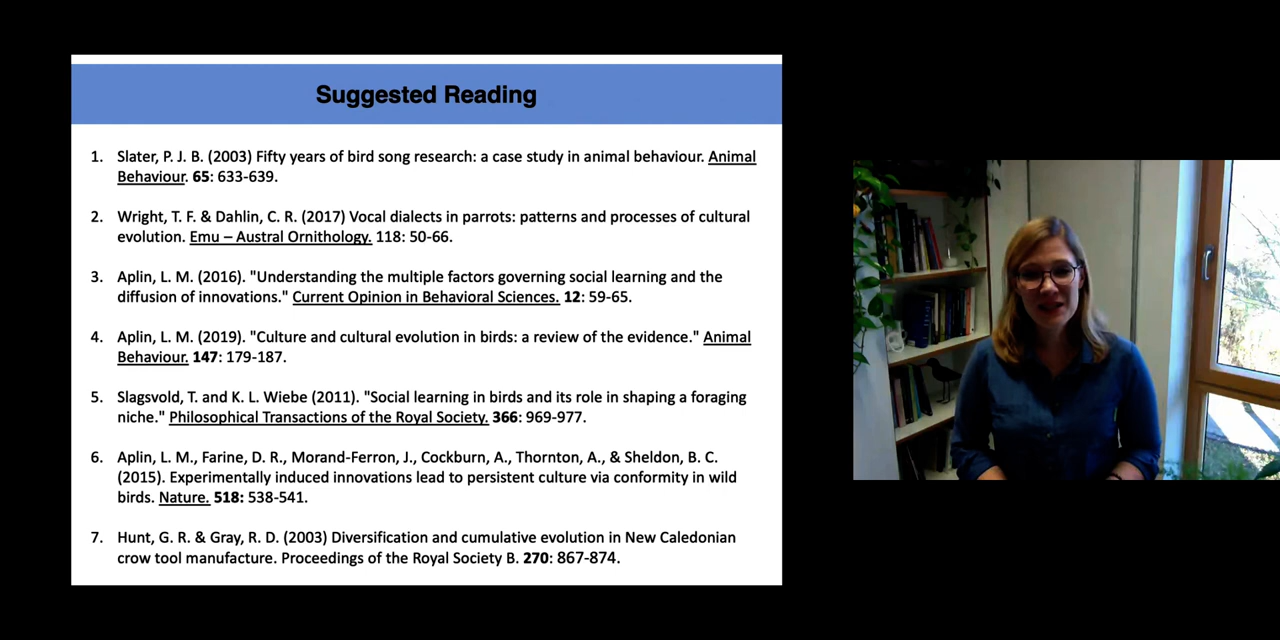 Suggested Reading
1. Slater, P. J. B. (2003) Fifty years of bird song research: a case study in animal behaviour. Animal
Behaviour. 65: 633-639.
2. Wright, T. F. & Dahlin, C. R. (2017) Vocal dialects in parrots: patterns and processes of cultural
evolution. Emu – Austral Ornithology. 118: 50-66.
3. Aplin, L. M. (2016). "Understanding the multiple factors governing social learning and the
diffusion of innovations." Current Opinion in Behavioral Sciences. 12: 59-65.
4. Aplin, L. M. (2019). "Culture and cultural evolution in birds: a review of the evidence." Animal
Behaviour. 147: 179-187.
5. Slagsvold, T. and K. L. Wiebe (2011). "Social learning in birds and its role in shaping a foraging
niche." Philosophical Transactions of the Royal Society. 366: 969-977.
6. Aplin, L. M., Farine, D. R., Morand-Ferron, J., Cockburn, A., Thornton, A., & Sheldon, B. C.
(2015). Experimentally induced innovations lead to persistent culture via conformity in wild
birds. Nature. 518: 538-541.
7. Hunt, G. R. & Gray, R. D. (2003) Diversification and cumulative evolution in New Caledonian
crow tool manufacture. Proceedings of the Royal Society B. 270: 867-874.